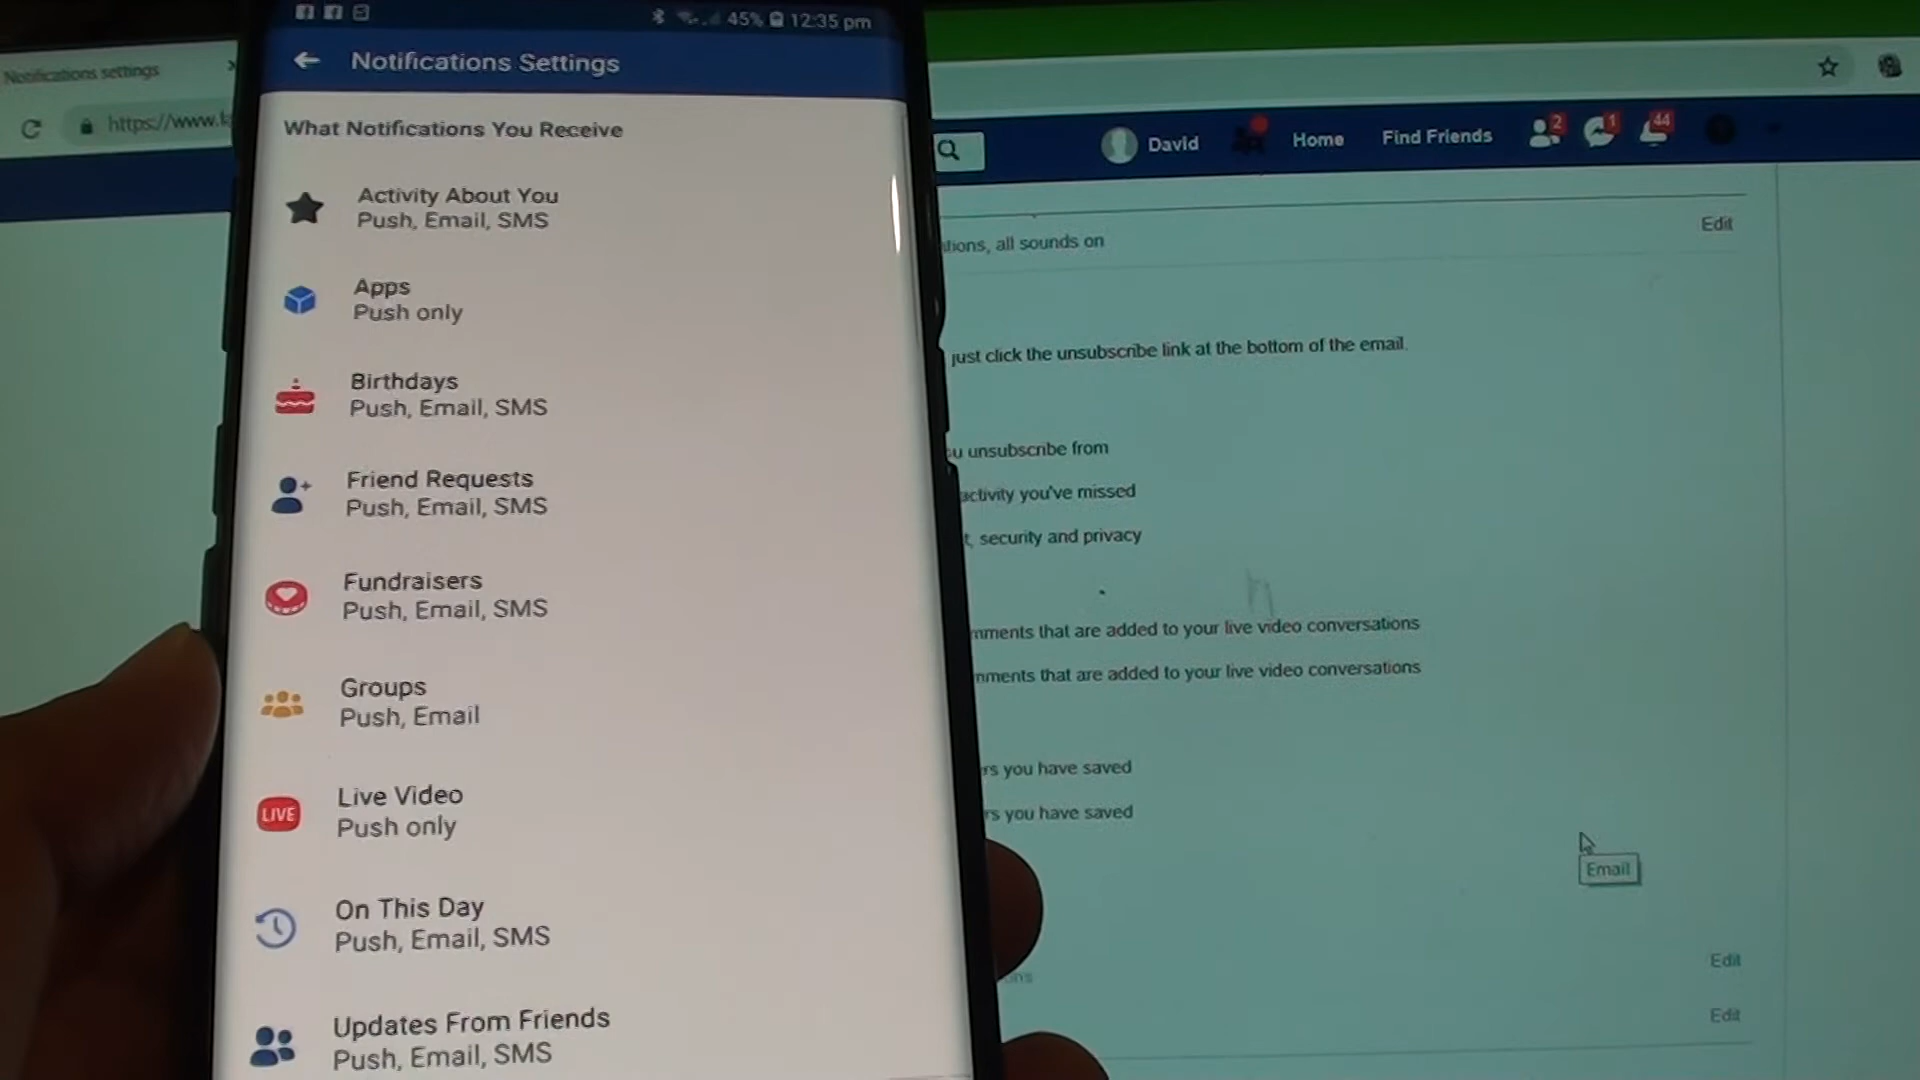 45% 12:35 pm
Notifications Settings
What Notifications You Receive
Activity About You
Push, Email, SMS
Apps
Push only
Birthdays
Push, Email, SMS
Friend Requests
Push, Email, SMS
Fundraisers
Push, Email, SMS
Groups
Push, Email
LIVE
Live Video
Push only
On This Day
Push, Email, SMS
Updates From Friends
Push, Email, SMS
Notifications settings
https://www.
David
Home
Find Friends
2
1
44
all sounds on
Edit
just click the unsubscribe link at the bottom of the email.
unsubscribe from
activity you've missed
security and privacy
that are added to your live video conversations
that are added to your live video conversations
you have saved
you have saved
Email
Edit
Edit